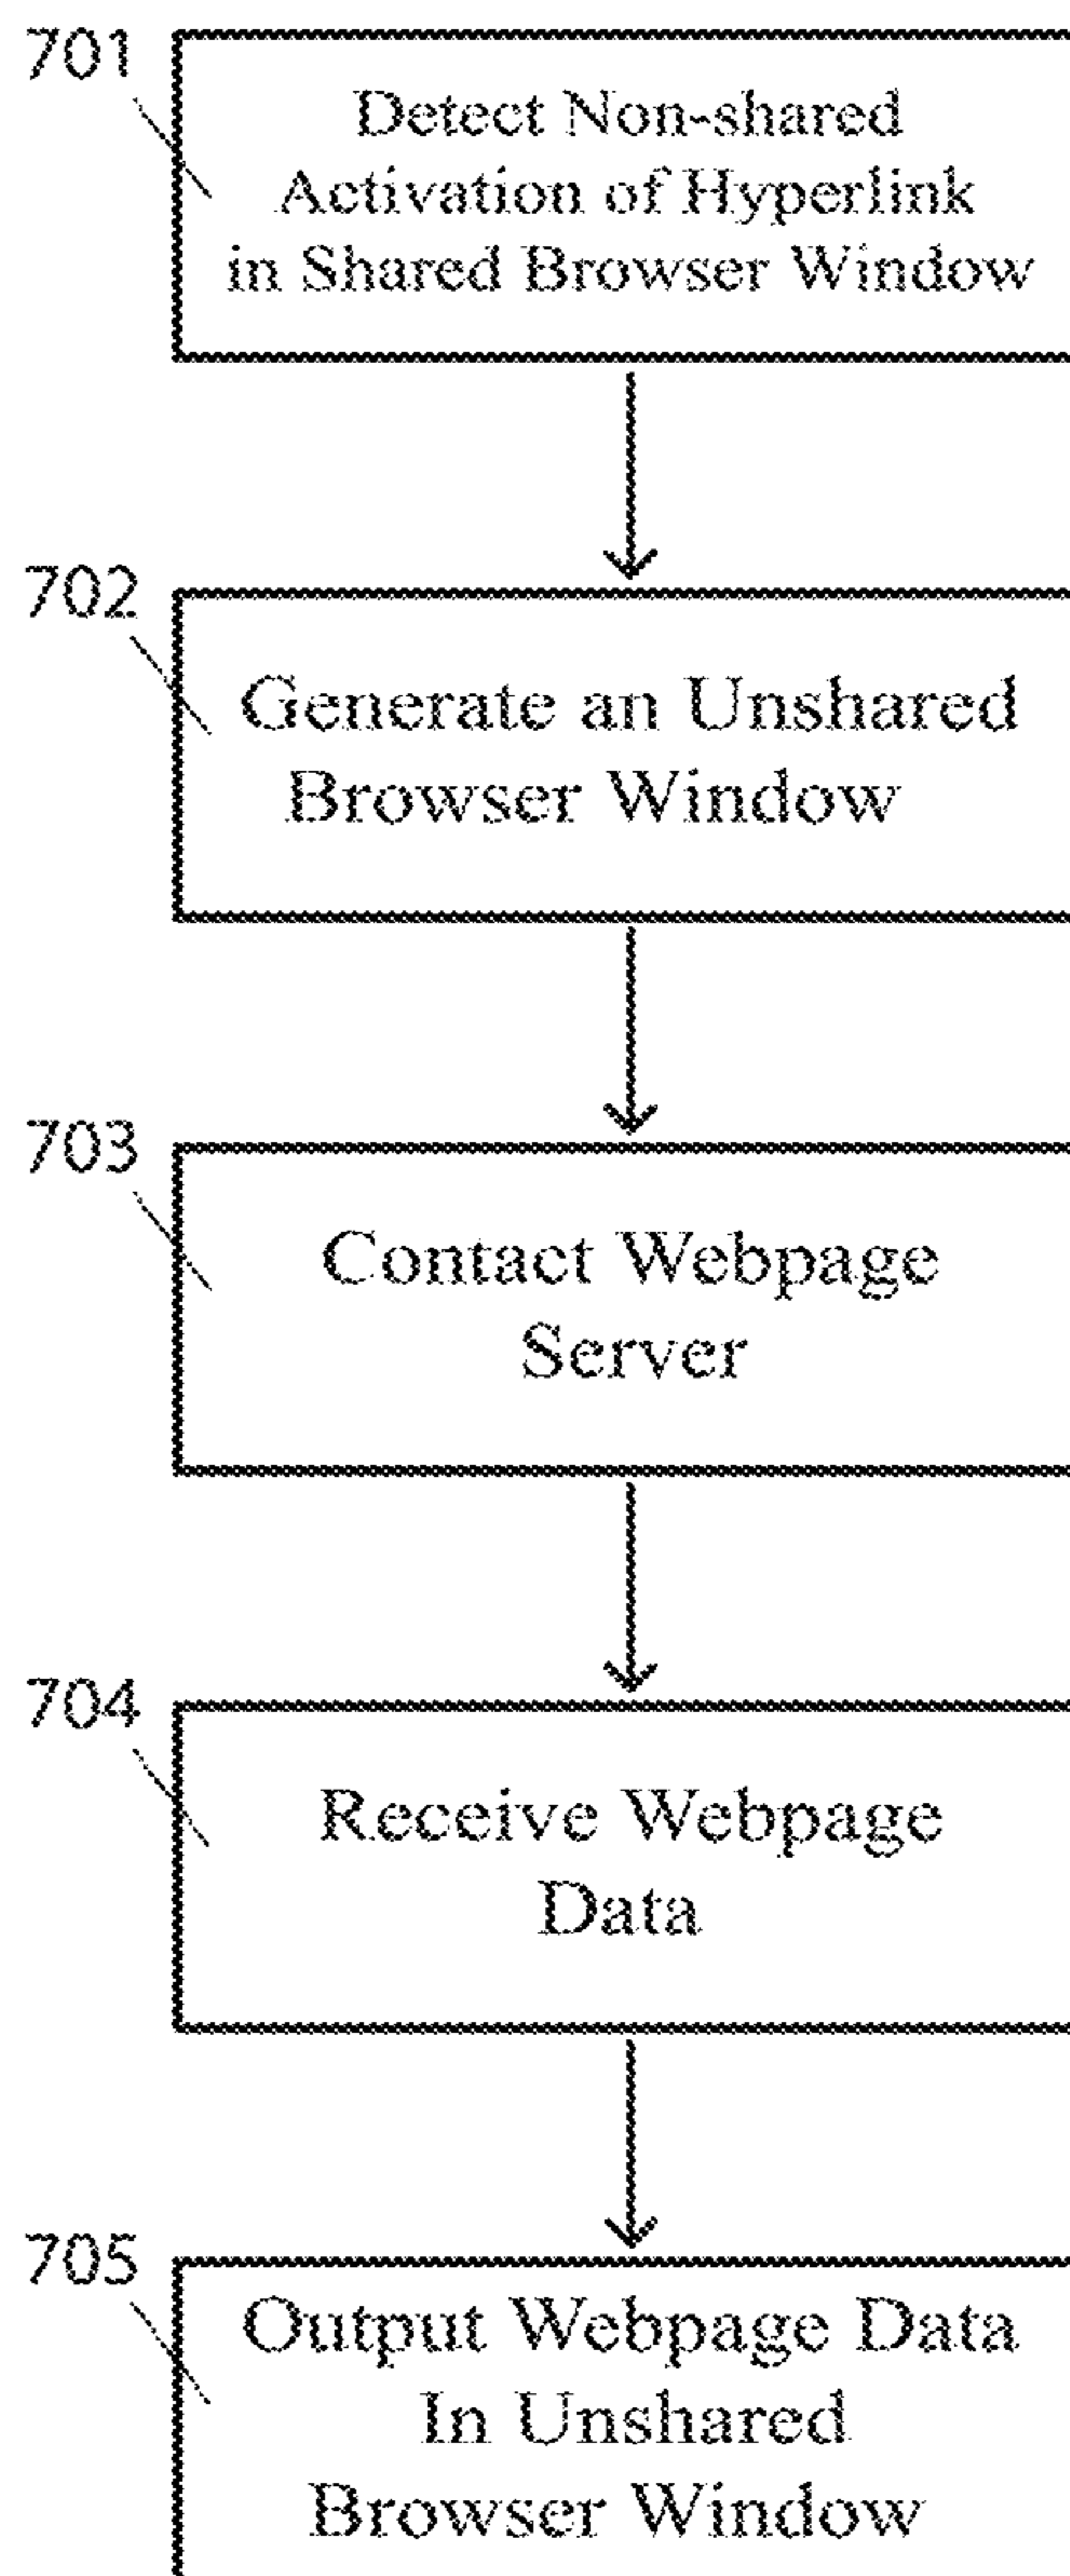 701
Detect Non-shared
Activation of Hyperlink
in Shared Browser Window
702
Generate an Unshared
Browser Window
703
Contact Webpage
Server
704
Receive Webpage
Data
705
Output Webpage Data
In Unshared
Browser Window